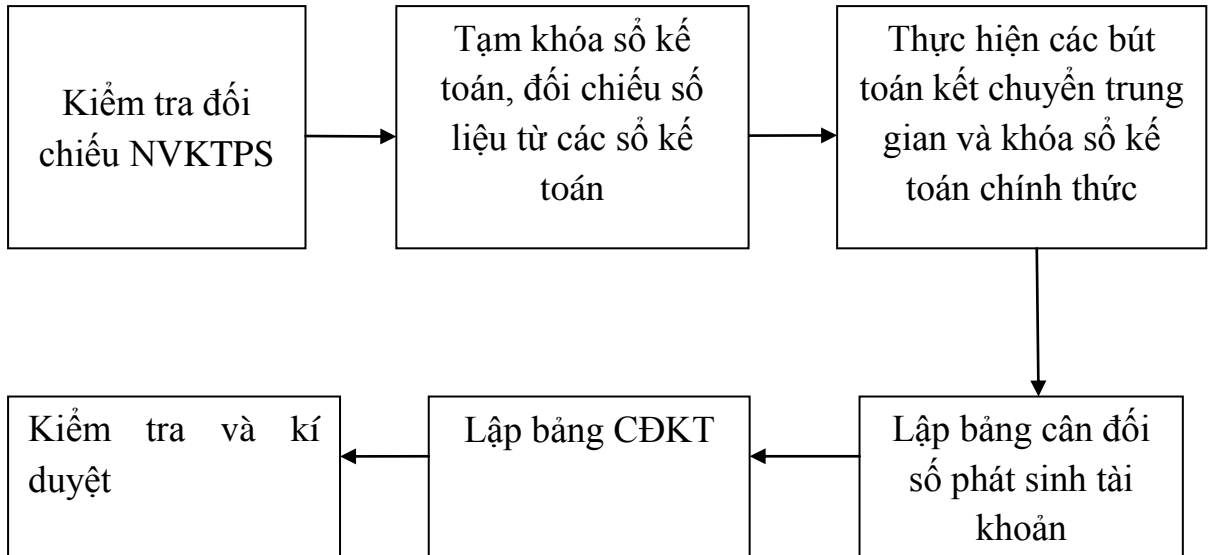 Kiểm tra đối
chiếu NVKTPS
Tạm khóa sổ kế
toán, đối chiếu số
liệu từ các sổ kế
toán
Thực hiện các bút
toán kết chuyển trung
gian và khóa sổ kế
toán chính thức
Lập bảng cân đối
số phát sinh tài
khoản
Lập bảng CĐKT
Kiểm tra và kí
duyệt